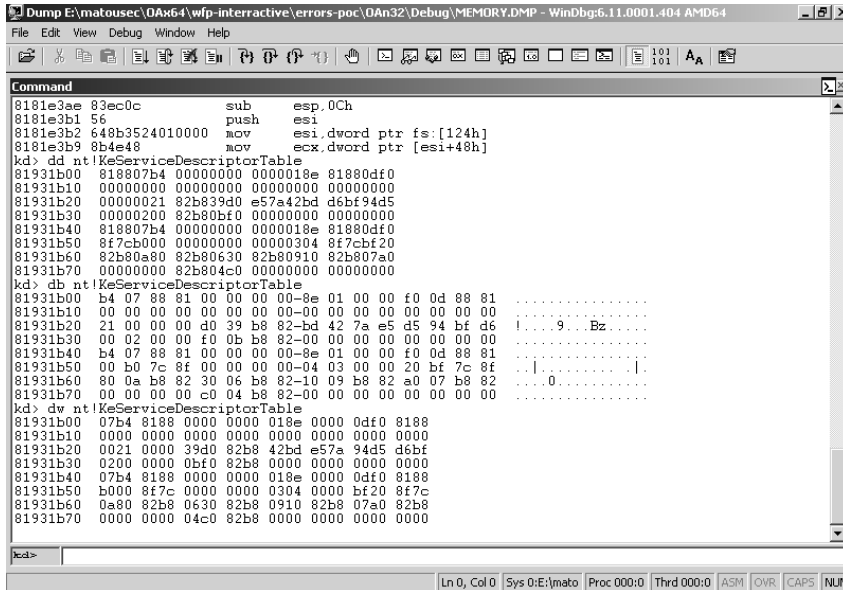 Dump E:\matousec\OAx64\wfp-interractive\errors-poc\OAn32\Debug\MEMORY.DMP - WinDbg:6.11.0001.404 AMD64
File Edit View Debug Window Help
Command
8181e3ae 83ec0c sub esp,0Ch
8181e3b1 56 push esi
8181e3b2 648b3524010000 mov esi,dword ptr fs:[124h]
8181e3b9 8b4e48 mov ecx,dword ptr [esi+48h]
kd> dd nt!KeServiceDescriptorTable
81931b00 818807b4 00000000 0000018e 81880df0
81931b10 00000000 00000000 00000000 00000000
81931b20 00000021 82b839d0 e57a42bd d6bf94d5
81931b30 00000200 82b80bf0 00000000 00000000
81931b40 818807b4 00000000 0000018e 81880df0
81931b50 8f7cb000 00000000 00000304 8f7cbf20
81931b60 82b80a80 82b80630 82b80910 82b807a0
81931b70 00000000 82b804c0 00000000 00000000
kd> db nt!KeServiceDescriptorTable
81931b00 b4 07 88 81 00 00 00 00-8e 01 00 00 f0 0d 88 81 ................
81931b10 00 00 00 00 00 00 00 00-00 00 00 00 00 00 00 00 ................
81931b20 21 00 00 00 d0 39 b8 82-bd 42 7a e5 d5 94 bf d6 !....9...Bz.....
81931b30 00 02 00 00 f0 0b b8 82-00 00 00 00 00 00 00 00 ................
81931b40 b4 07 88 81 00 00 00 00-8e 01 00 00 f0 0d 88 81 ................
81931b50 00 b0 7c 8f 00 00 00 00-04 03 00 00 20 bf 7c 8f ..|......... .|.
81931b60 80 0a b8 82 30 06 b8 82-10 09 b8 82 a0 07 b8 82 ....0...........
81931b70 00 00 00 00 c0 04 b8 82-00 00 00 00 00 00 00 00 ................
kd> dw nt!KeServiceDescriptorTable
81931b00 07b4 8188 0000 0000 018e 0000 0df0 8188
81931b10 0000 0000 0000 0000 0000 0000 0000 0000
81931b20 0021 0000 39d0 82b8 42bd e57a 94d5 d6bf
81931b30 0200 0000 0bf0 82b8 0000 0000 0000 0000
81931b40 07b4 8188 0000 0000 018e 0000 0df0 8188
81931b50 b000 8f7c 0000 0000 0304 0000 bf20 8f7c
81931b60 0a80 82b8 0630 82b8 0910 82b8 07a0 82b8
81931b70 0000 0000 04c0 82b8 0000 0000 0000 0000
kd>
Ln 0, Col 0 Sys 0:E:\mato Proc 000:0 Thrd 000:0 ASM OVR CAPS NUM